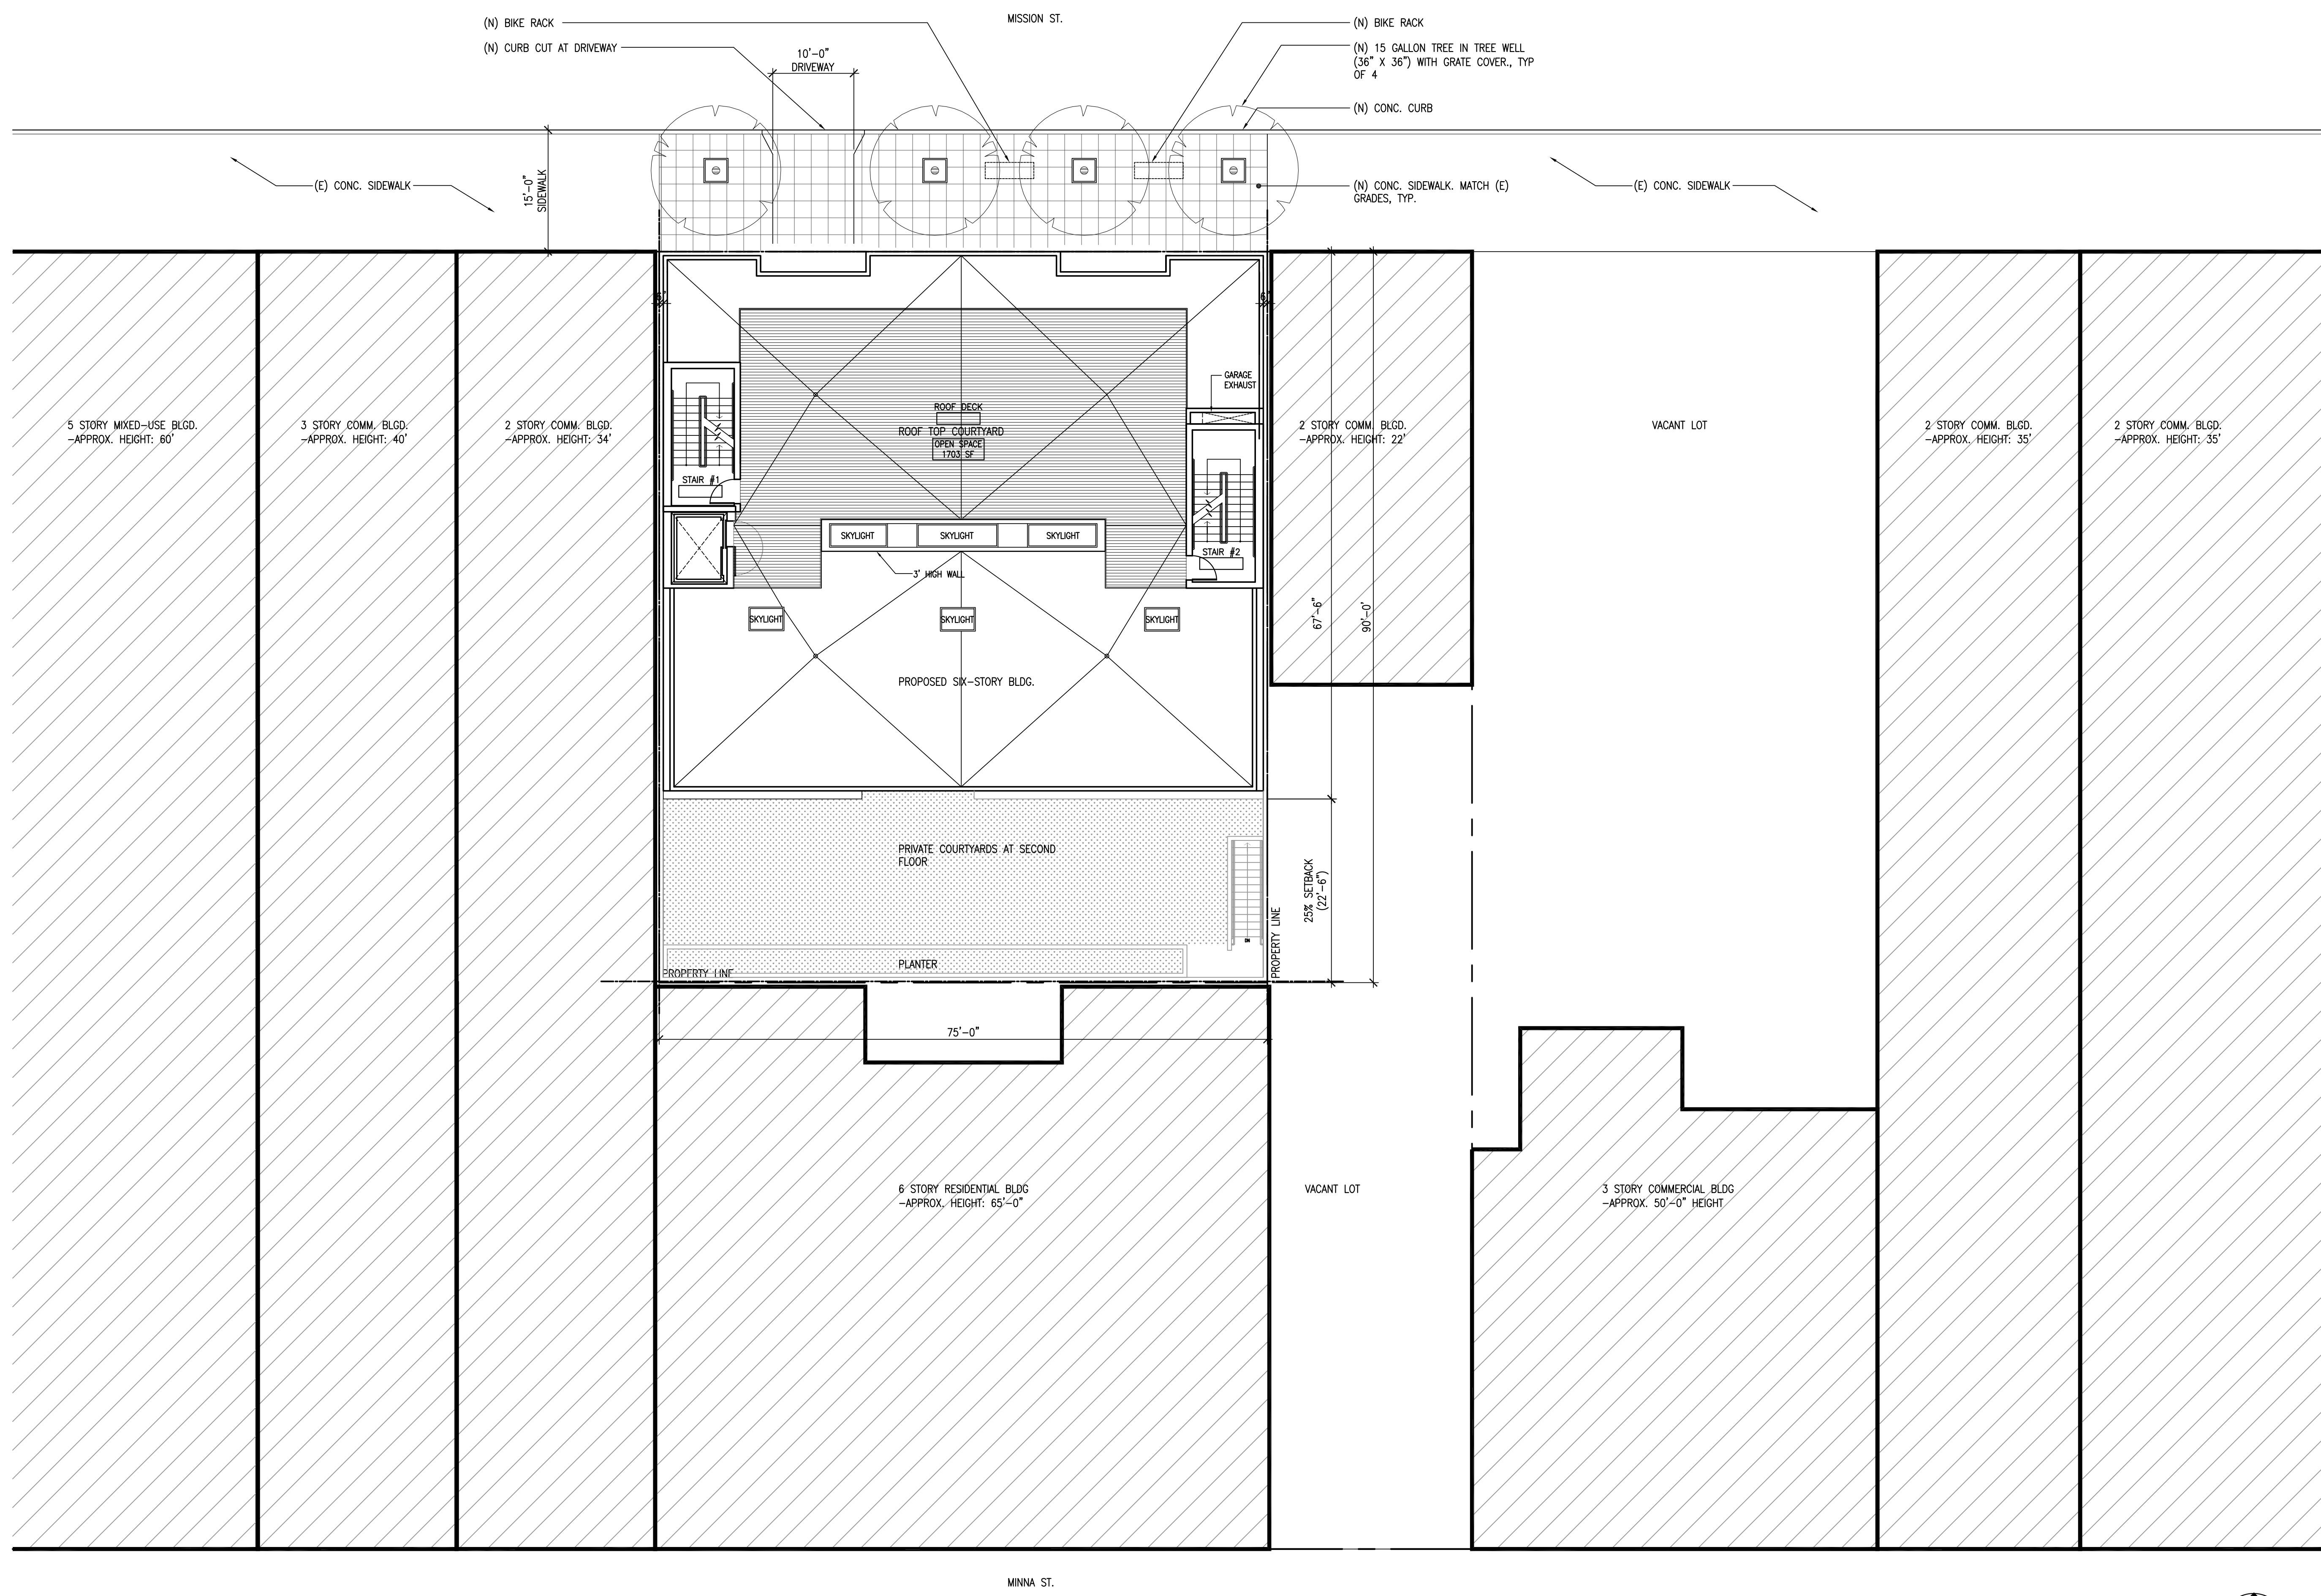 MISSION ST.
(N) BIKE RACK
(N) CURB CUT AT DRIVEWAY
10'-0"
DRIVEWAY
(N) BIKE RACK
(N) 15 GALLON TREE IN TREE WELL
(36" X 36") WITH GRATE COVER., TYP
OF 4
(N) CONC. CURB
(E) CONC. SIDEWALK
15'-0"
SIDEWALK
(N) CONC. SIDEWALK. MATCH (E)
GRADES, TYP.
(E) CONC. SIDEWALK
6"
6"
GARAGE
EXHAUST
5 STORY MIXED-USE BLGD.
-APPROX. HEIGHT: 60'
3 STORY COMM. BLGD.
-APPROX. HEIGHT: 40'
2 STORY COMM. BLGD.
-APPROX. HEIGHT: 34'
ROOF DECK
ROOF TOP COURTYARD
OPEN SPACE
1703 SF
2 STORY COMM. BLGD.
-APPROX. HEIGHT: 22'
VACANT LOT
2 STORY COMM. BLGD.
-APPROX. HEIGHT: 35'
2 STORY COMM. BLGD.
-APPROX. HEIGHT: 35'
STAIR #1
SKYLIGHT
SKYLIGHT
SKYLIGHT
STAIR #2
3' HIGH WALL
SKYLIGHT
SKYLIGHT
SKYLIGHT
67'-6"
90'-0'
PROPOSED SIX-STORY BLDG.
PRIVATE COURTYARDS AT SECOND
FLOOR
25% SETBACK
(22'-6")
DN
PROPERTY LINE
PLANTER
PROPERTY LINE
75'-0"
6 STORY RESIDENTIAL BLDG
-APPROX. HEIGHT: 65'-0"
VACANT LOT
3 STORY COMMERCIAL BLDG
-APPROX. 50'-0" HEIGHT
MINNA ST.